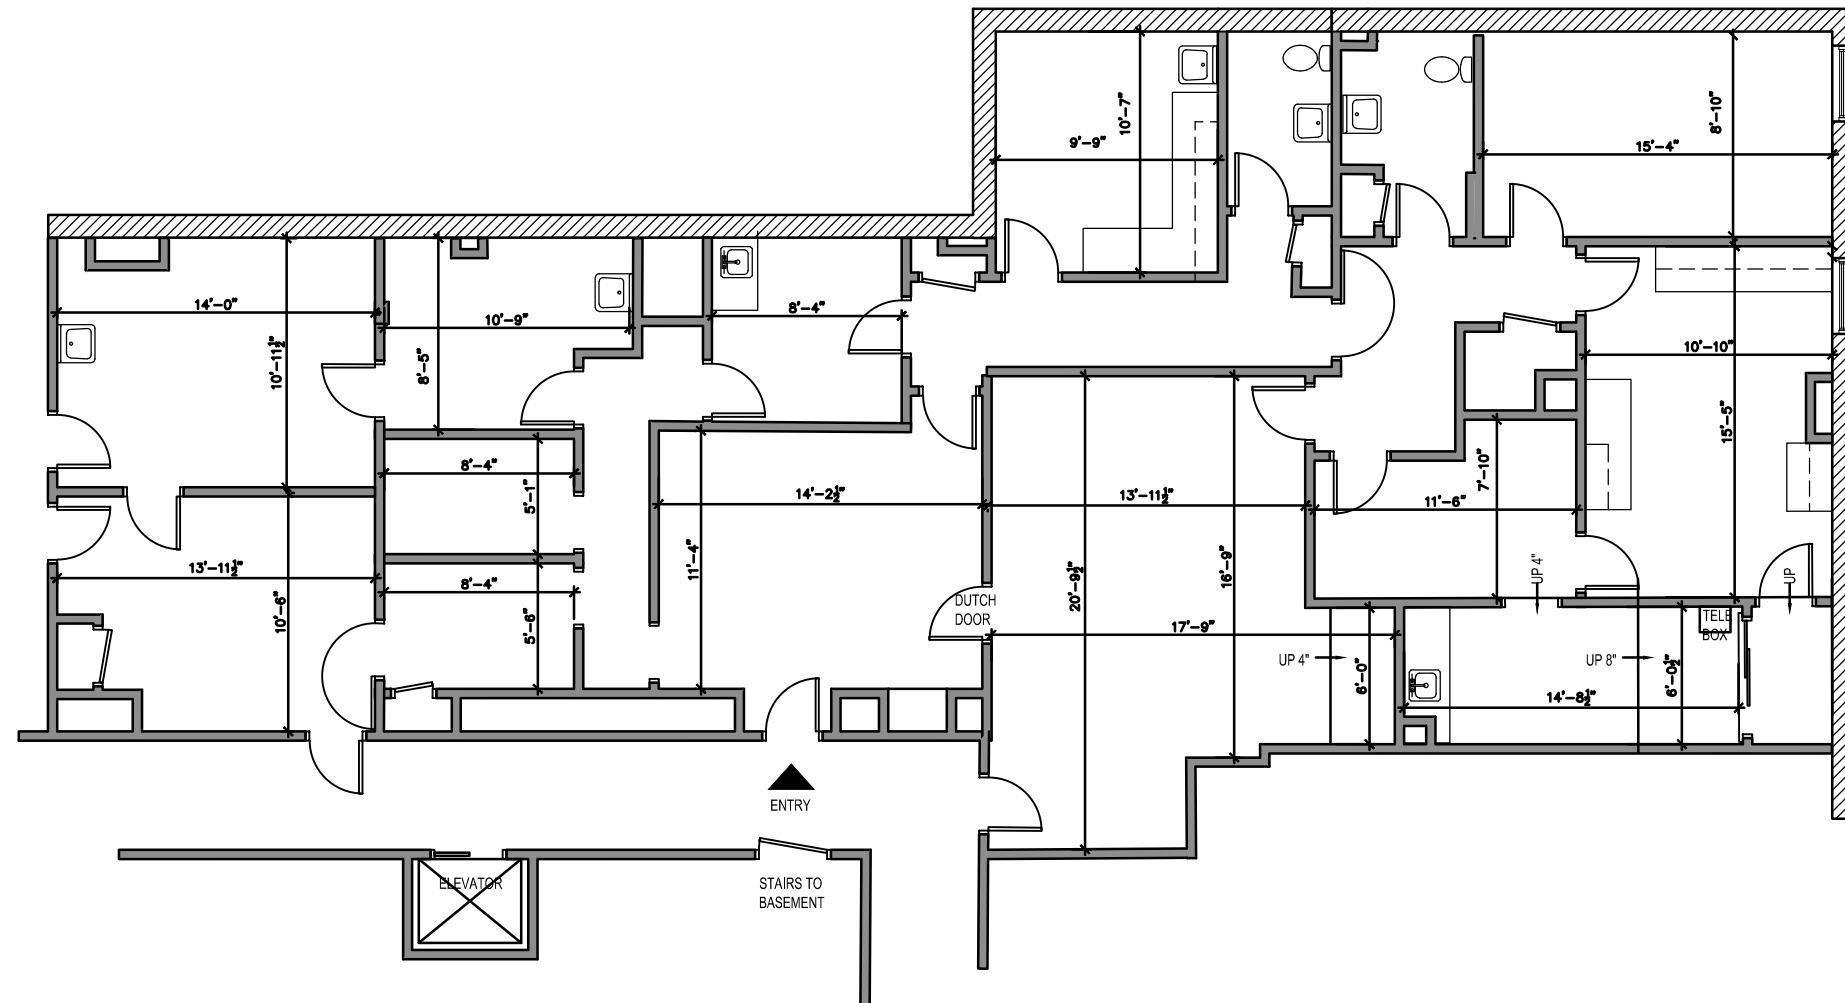 10'-7"
9'-9"
8'-10"
15'-4"
14'-0"
10'-11½"
10'-9"
8'-5"
8'-4"
10'-10"
15'-5"
8'-4"
5'-1"
14'-2½"
13'-11½"
7'-10"
11'-6"
11'-4"
20'-9½"
16'-9"
13'-11½"
10'-6"
8'-4"
5'-6"
DUTCH
DOOR
17'-9"
UP 4"
UP
TELE
BOX
UP 4"
6'-0"
UP 8"
6'-0½"
14'-8½"
ENTRY
ELEVATOR
STAIRS TO
BASEMENT